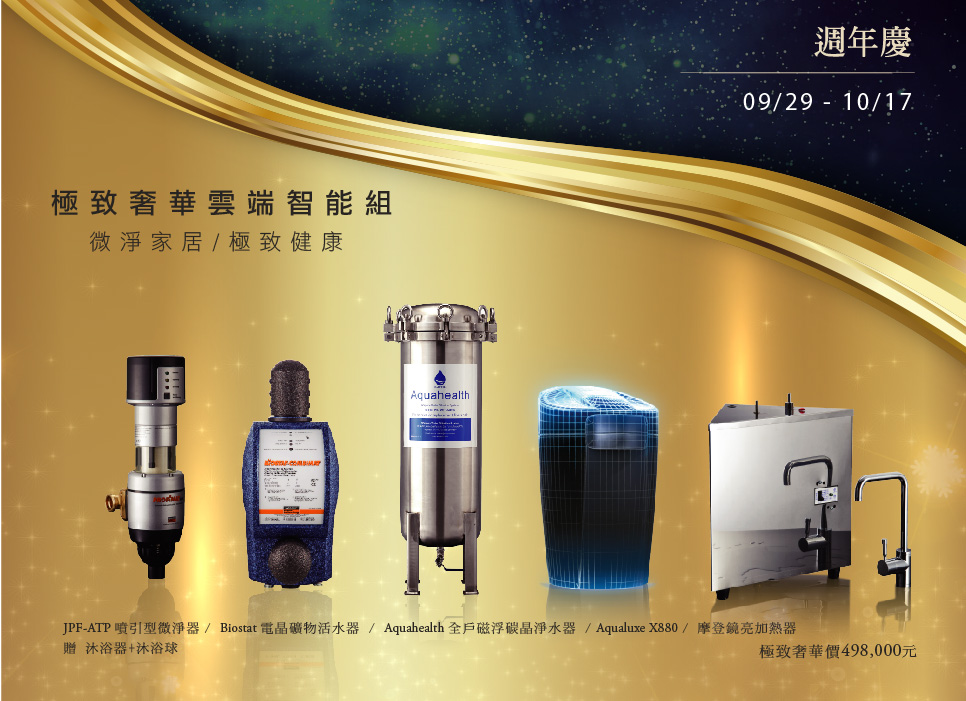 週年慶
09/29 - 10/17
極致奢華雲端智能組
微淨家居/極致健康
Aquahealth
JPF-ATP 噴引型微淨器 / Biostat 電晶礦物活水器 / Aquahealth 全戶磁浮碳晶淨水器 / Aqualuxe X880 / 摩登鏡亮加熱器
贈 沐浴器+沐浴球
極致奢華價498,000元